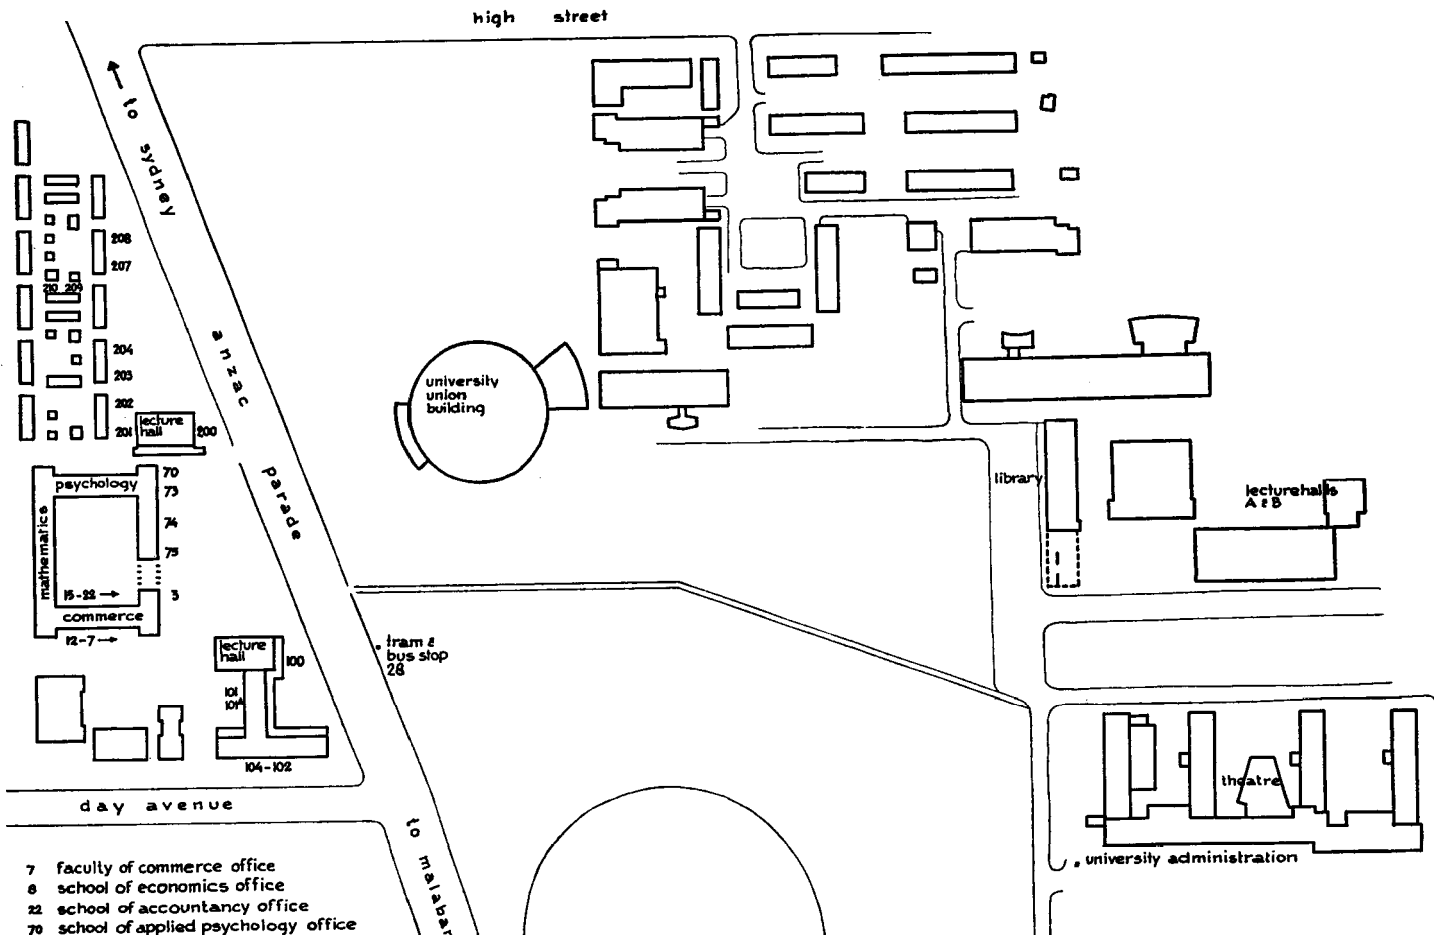 high street
to sydney
208
207
210 209
204
203
202
201
lecture
hall
200
anzac
parade
university
union
building
psychology
70
73
74
75
mathematics
15-22 →
3
commerce
12-7 →
library
lecture halls
A & B
lecture
hall
100
101
101A
104-102
tram &
bus stop
28
theatre
day avenue
to malabar
university administration
7 faculty of commerce office
8 school of economics office
22 school of accountancy office
70 school of applied psychology office